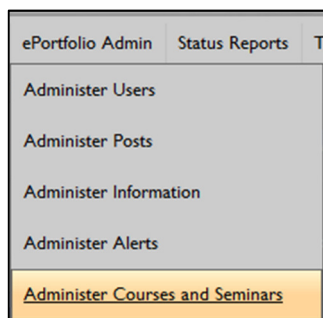 ePortfolio Admin Status Reports T
Administer Users
Administer Posts
Administer Information
Administer Alerts
Administer Courses and Seminars